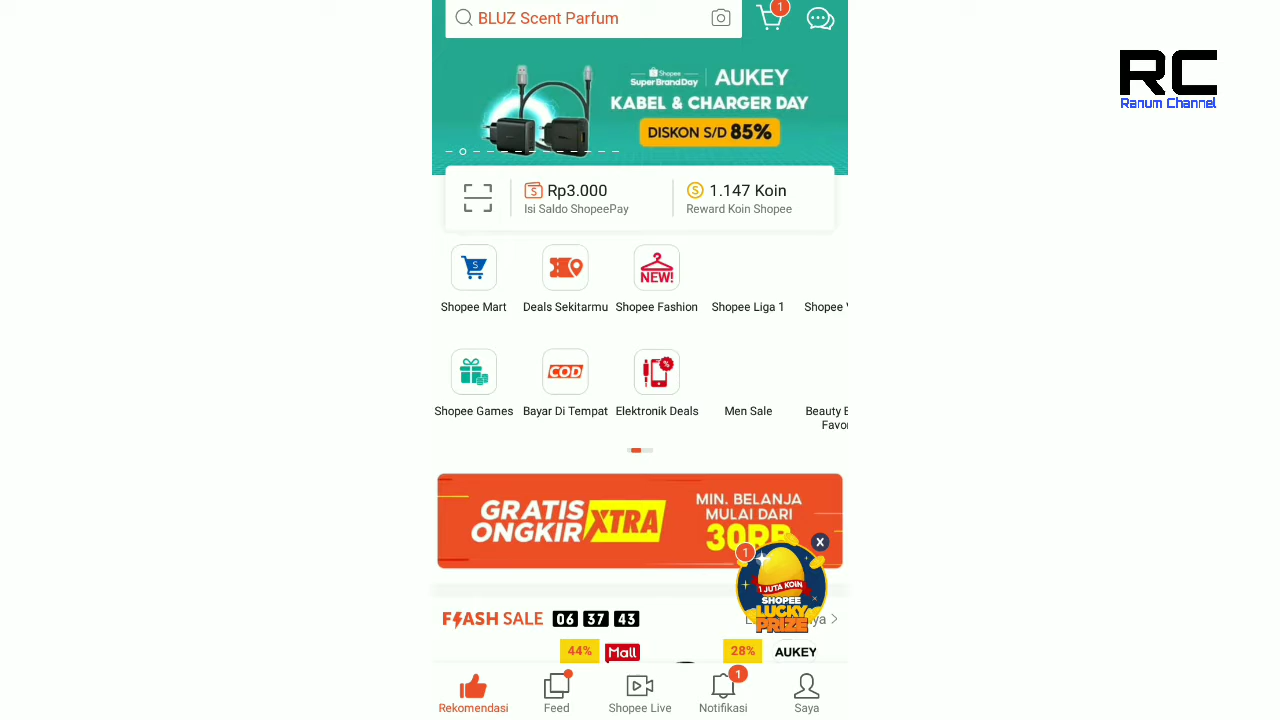 BLUZ Scent Parfum
1
RC
Ranum Channel
Shopee
Super Brand Day
AUKEY
KABEL & CHARGER DAY
DISKON S/D 85%
Rp3.000
Isi Saldo ShopeePay
1.147 Koin
Reward Koin Shopee
NEW!
Shopee Mart
Deals Sekitarmu
Shopee Fashion
Shopee Liga 1
Shopee
COD
Shopee Games
Bayar Di Tempat
Elektronik Deals
Men Sale
Beauty
GRATIS
ONGKIR
XTRA
MIN. BELANJA
MULAI DARI
30RB
X
1
1 JUTA KOIN
SHOPEE
LUCKY
PRIZE
FLASH SALE 06 37 43
44%
Mall
28%
AUKEY
1
Rekomendasi
Feed
Shopee Live
Notifikasi
Saya